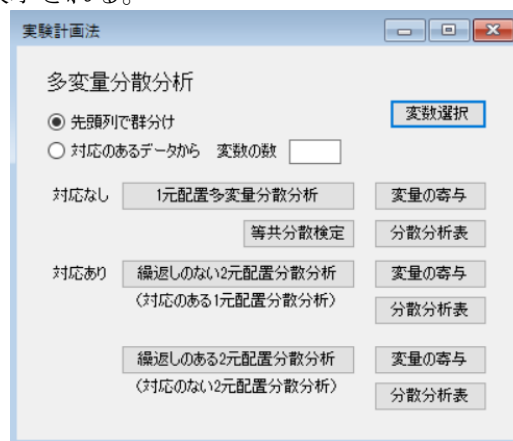 示される。
実験計画法
多変量分散分析
変数選択
先頭列で群分け
対応のあるデータから 変数の数
対応なし 1元配置多変量分散分析 変量の寄与
等共分散検定 分散分析表
対応あり 繰返しのない2元配置分散分析 変量の寄与
(対応のある1元配置分散分析) 分散分析表
繰返しのある2元配置分散分析 変量の寄与
(対応のない2元配置分散分析) 分散分析表